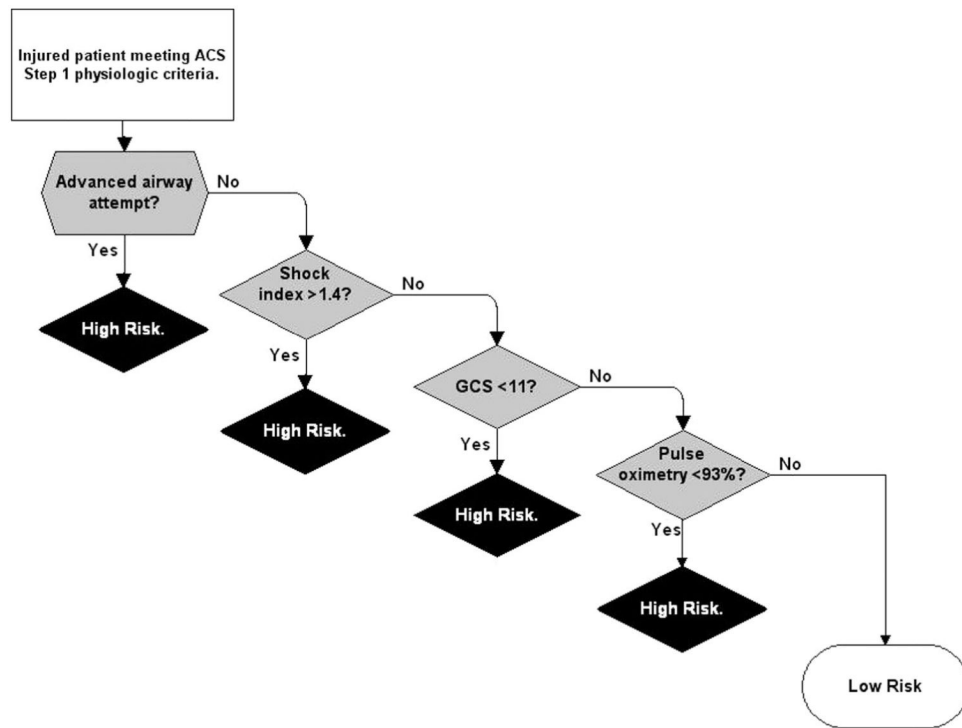 Injured patient meeting ACS
Step 1 physiologic criteria.
Advanced airway
attempt?
No
Yes
High Risk.
Shock
index >1.4?
No
Yes
High Risk.
GCS <11?
No
Yes
High Risk.
Pulse
oximetry <93%?
No
Yes
High Risk.
Low Risk